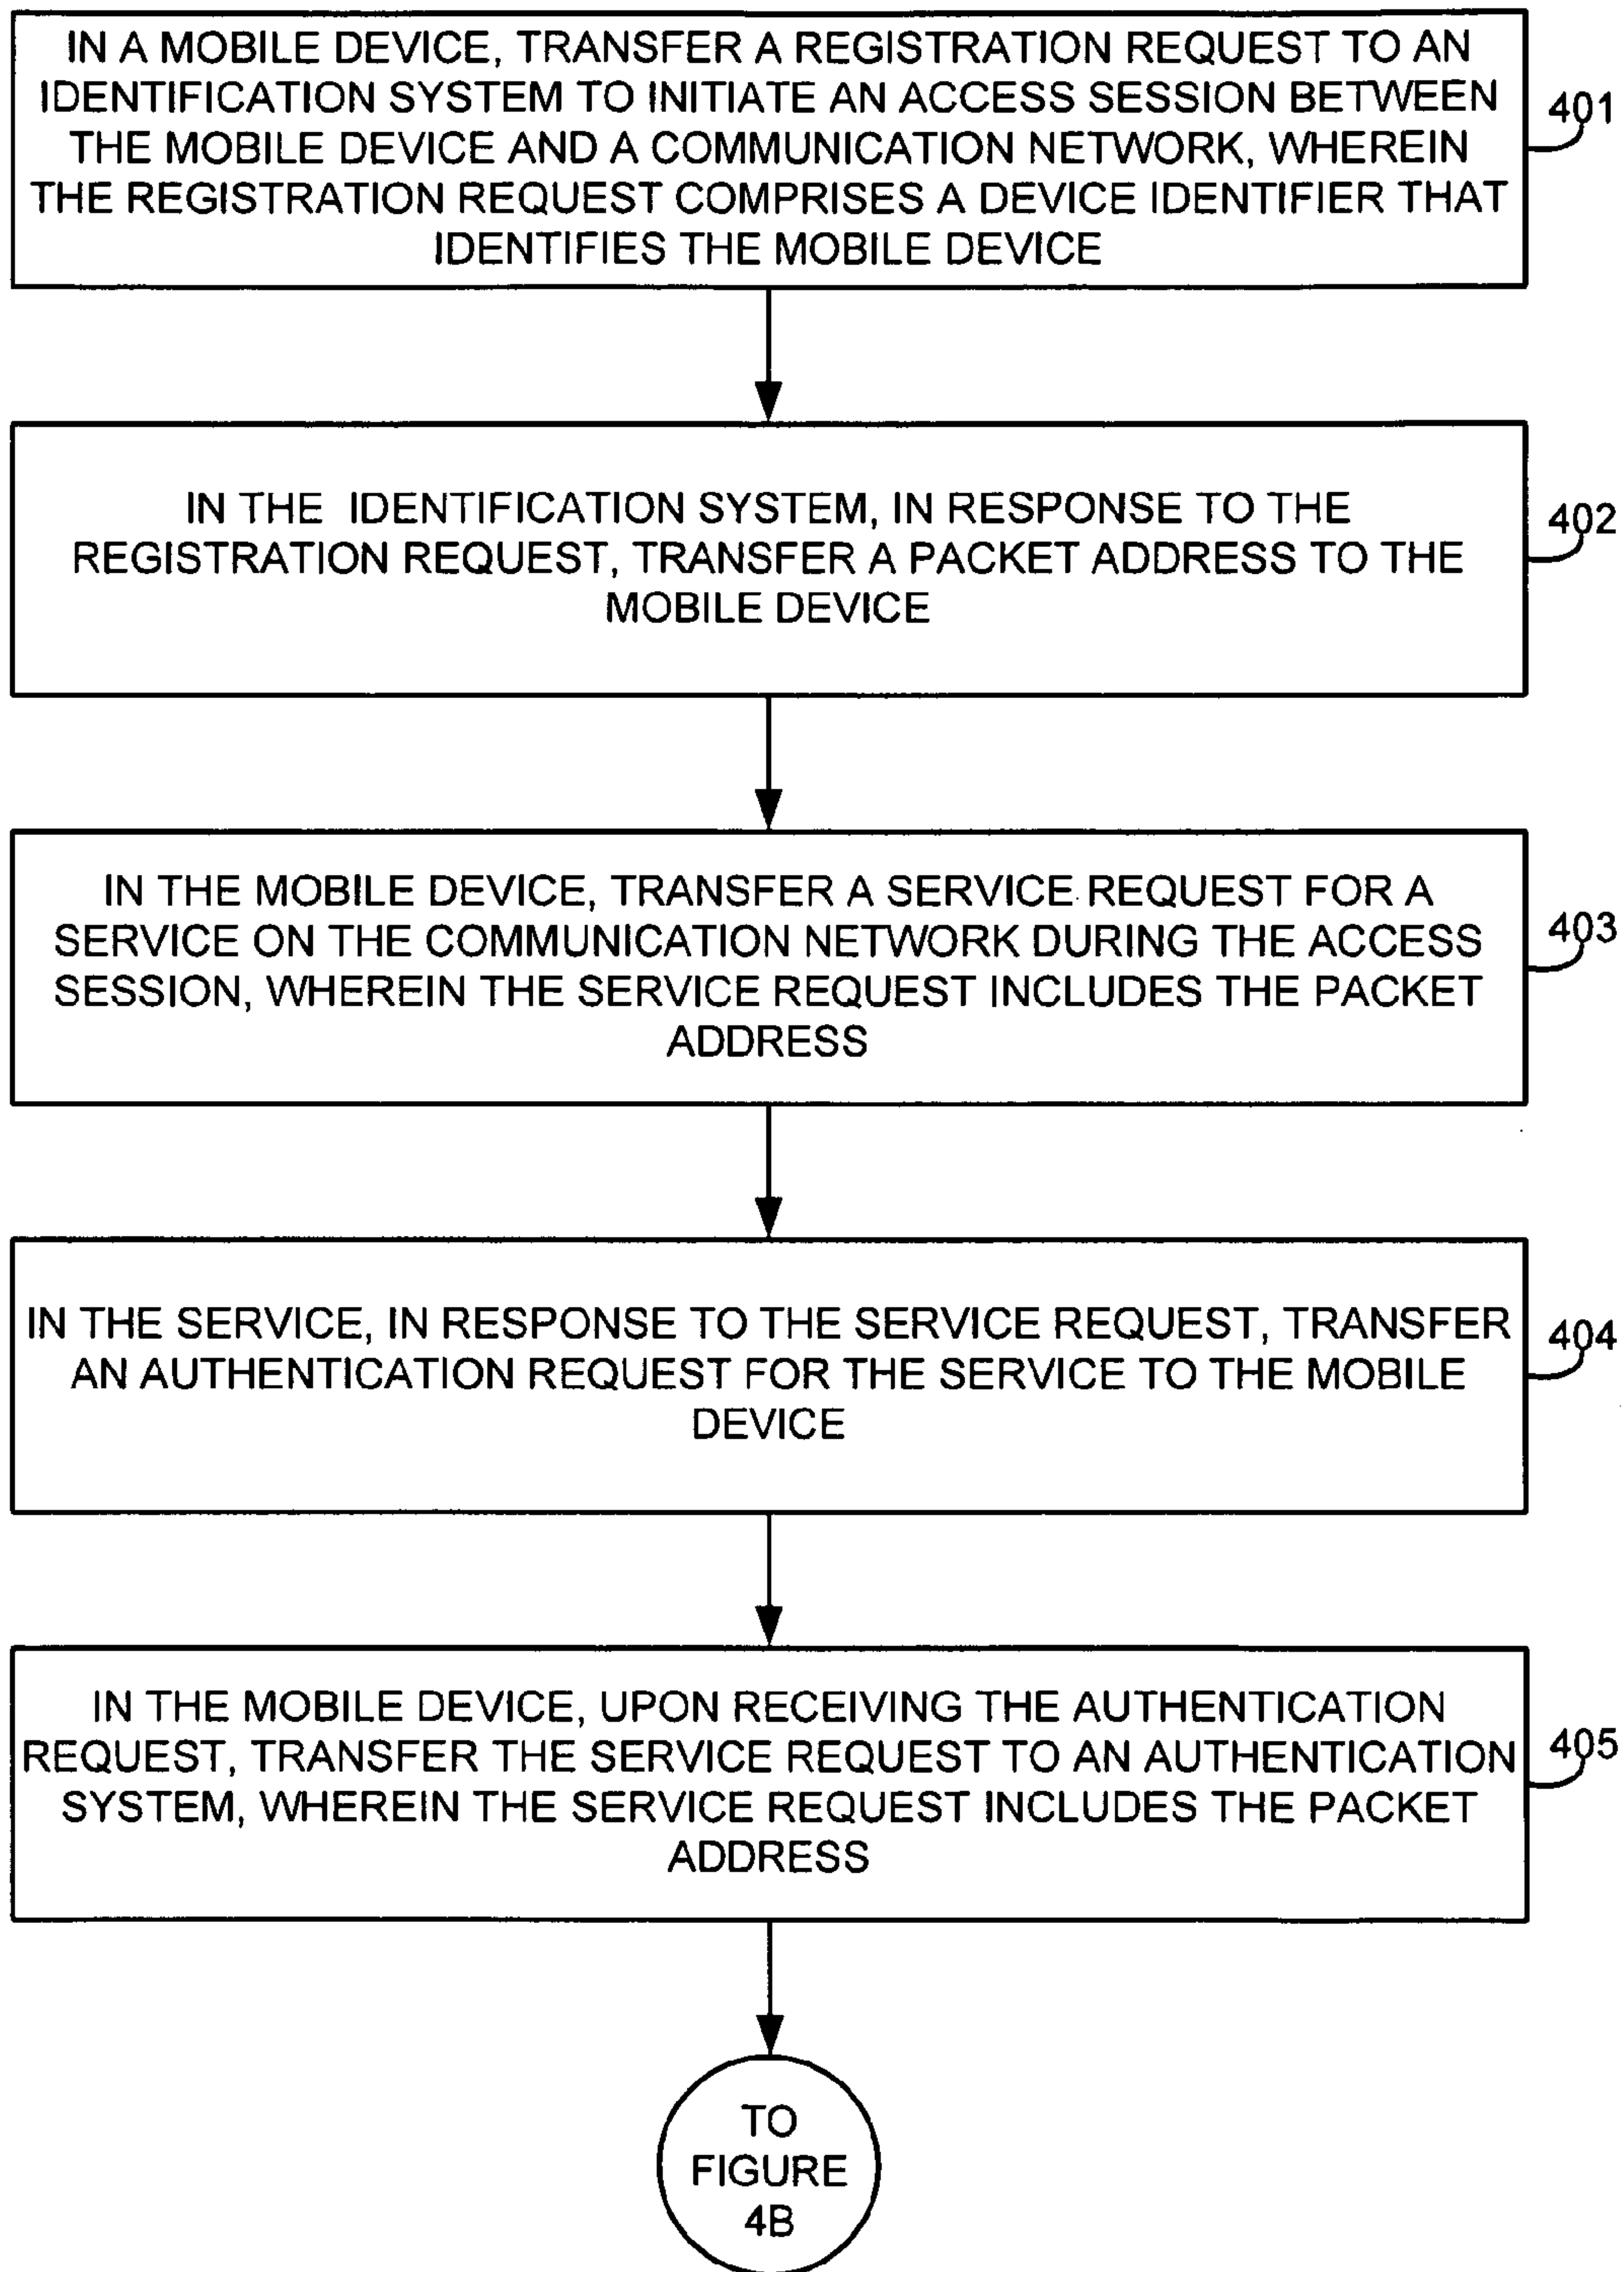 IN A MOBILE DEVICE, TRANSFER A REGISTRATION REQUEST TO AN
IDENTIFICATION SYSTEM TO INITIATE AN ACCESS SESSION BETWEEN
THE MOBILE DEVICE AND A COMMUNICATION NETWORK, WHEREIN
THE REGISTRATION REQUEST COMPRISES A DEVICE IDENTIFIER THAT
IDENTIFIES THE MOBILE DEVICE
401
IN THE IDENTIFICATION SYSTEM, IN RESPONSE TO THE
REGISTRATION REQUEST, TRANSFER A PACKET ADDRESS TO THE
MOBILE DEVICE
402
IN THE MOBILE DEVICE, TRANSFER A SERVICE REQUEST FOR A
SERVICE ON THE COMMUNICATION NETWORK DURING THE ACCESS
SESSION, WHEREIN THE SERVICE REQUEST INCLUDES THE PACKET
ADDRESS
403
IN THE SERVICE, IN RESPONSE TO THE SERVICE REQUEST, TRANSFER
AN AUTHENTICATION REQUEST FOR THE SERVICE TO THE MOBILE
DEVICE
404
IN THE MOBILE DEVICE, UPON RECEIVING THE AUTHENTICATION
REQUEST, TRANSFER THE SERVICE REQUEST TO AN AUTHENTICATION
SYSTEM, WHEREIN THE SERVICE REQUEST INCLUDES THE PACKET
ADDRESS
405
TO
FIGURE
4B